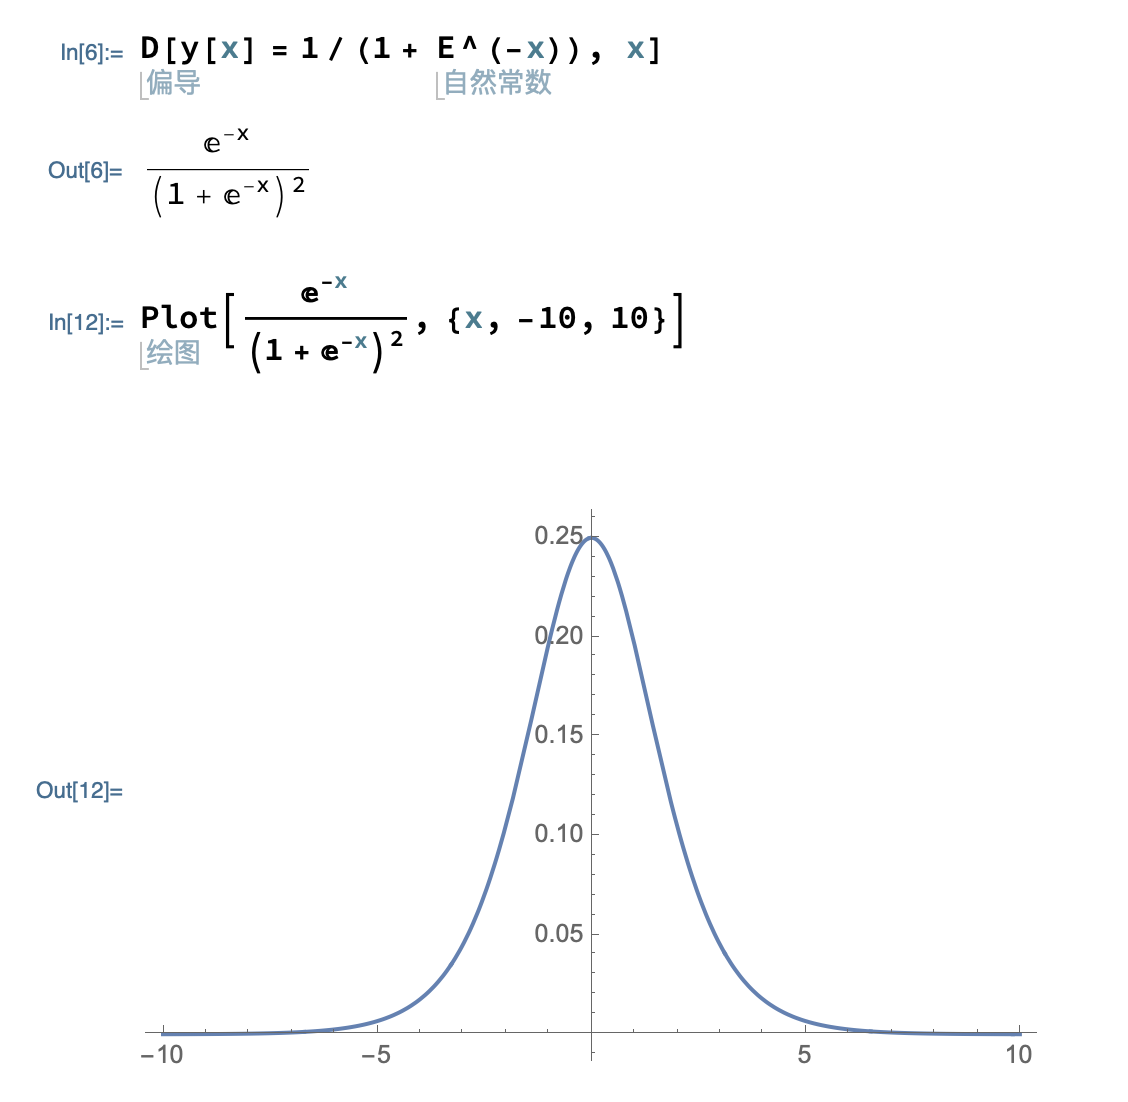 In[6]:= D[y[x] = 1 / (1 + E^(-x)), x]
偏导 自然常数
Out[6]= e^-x / (1 + e^-x)^2
In[12]:= Plot[e^-x / (1 + e^-x)^2, {x, -10, 10}]
绘图
0.25
0.20
0.15
0.10
0.05
Out[12]=
-10 -5 5 10